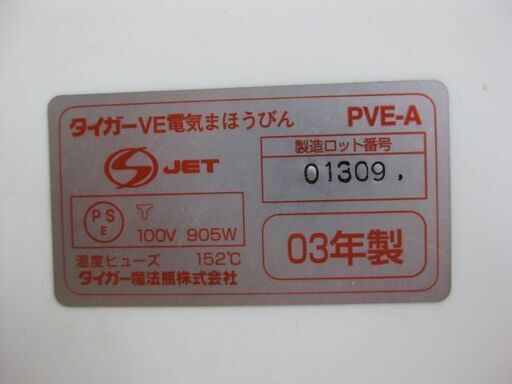 タイガーVE電気まほうびん PVE-A
JET
製造ロット番号
01309
PS
E
T
100V 905W
03年製
温度ヒューズ 152℃
タイガー魔法瓶株式会社